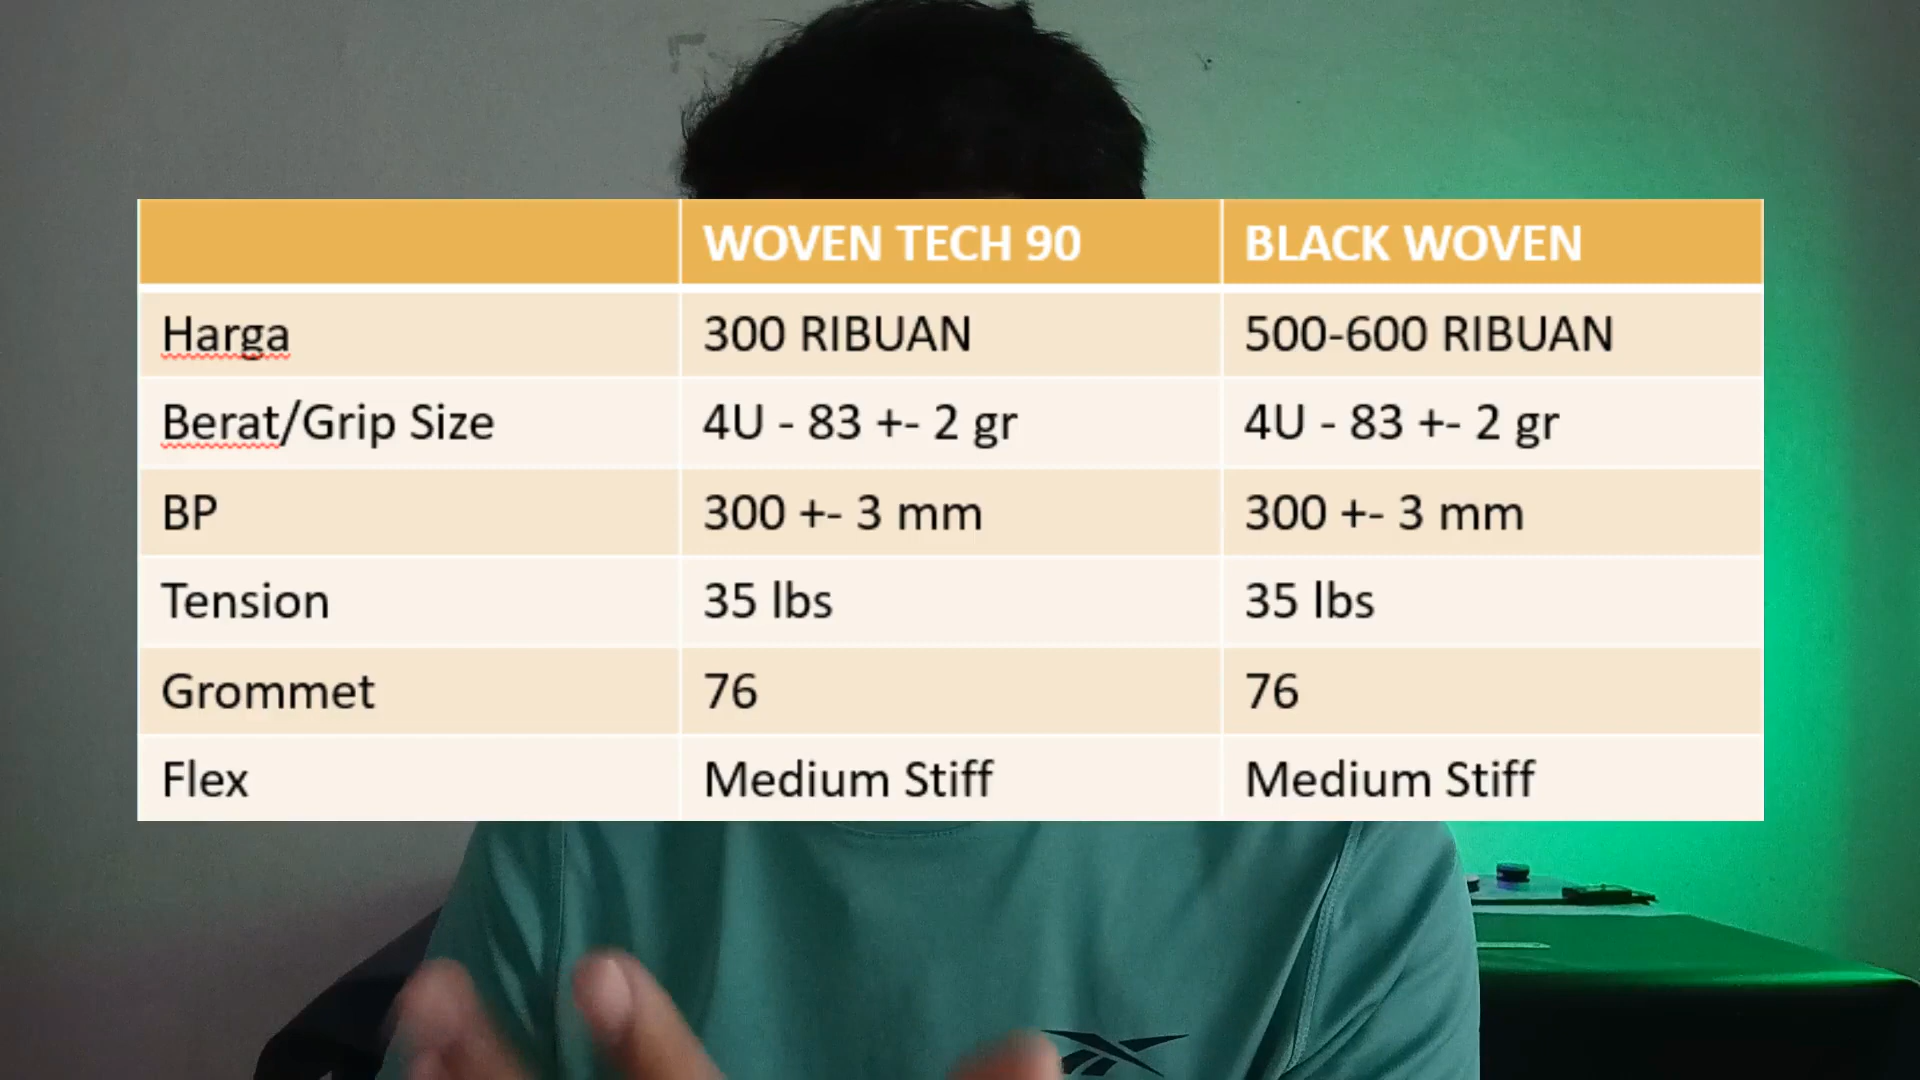 WOVEN TECH 90 BLACK WOVEN
Harga 300 RIBUAN 500-600 RIBUAN
Berat/Grip Size 4U - 83 +- 2 gr 4U - 83 +- 2 gr
BP 300 +- 3 mm 300 +- 3 mm
Tension 35 lbs 35 lbs
Grommet 76 76
Flex Medium Stiff Medium Stiff